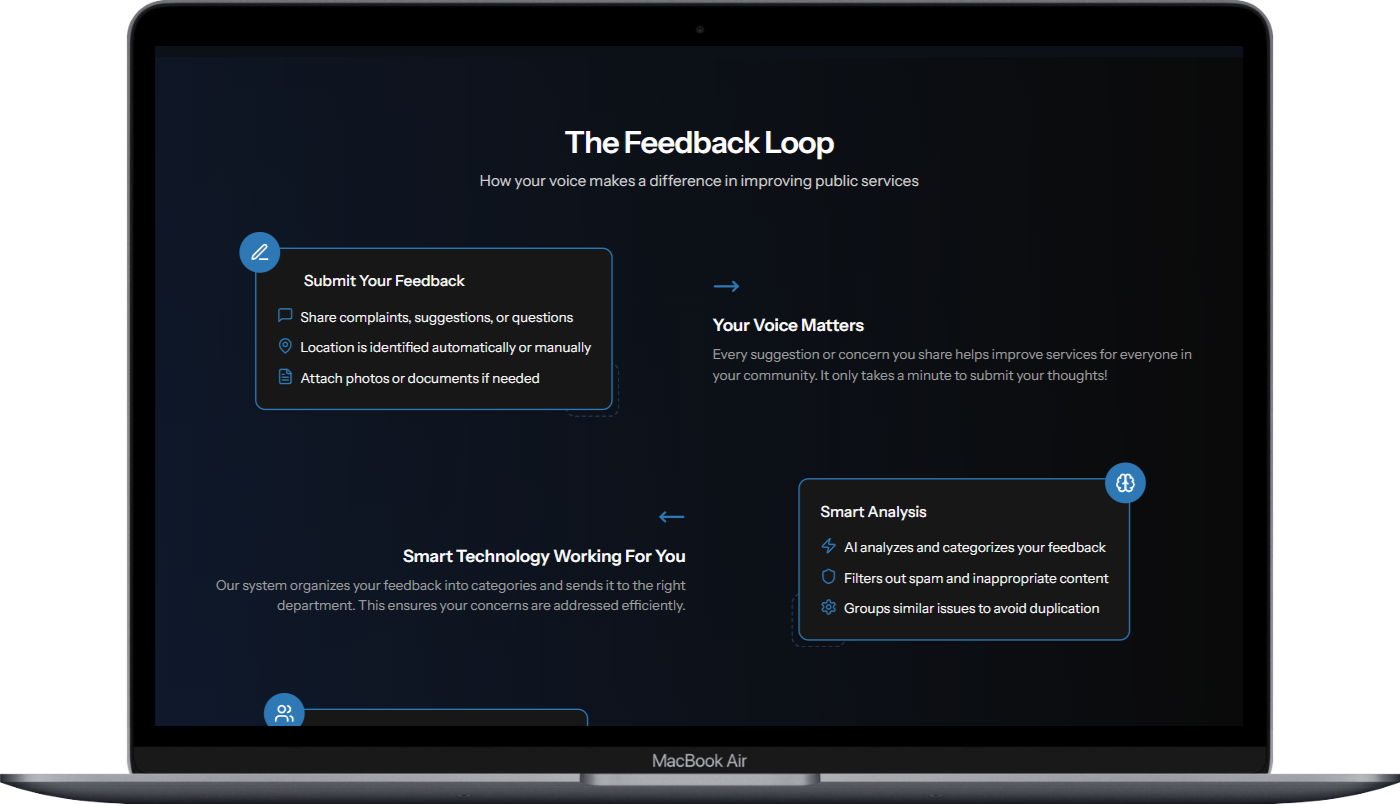 The Feedback Loop
How your voice makes a difference in improving public services
Submit Your Feedback
Share complaints, suggestions, or questions
Location is identified automatically or manually
Attach photos or documents if needed
Your Voice Matters
Every suggestion or concern you share helps improve services for everyone in
your community. It only takes a minute to submit your thoughts!
Smart Technology Working For You
Our system organizes your feedback into categories and sends it to the right
department. This ensures your concerns are addressed efficiently.
Smart Analysis
AI analyzes and categorizes your feedback
Filters out spam and inappropriate content
Groups similar issues to avoid duplication
MacBook Air